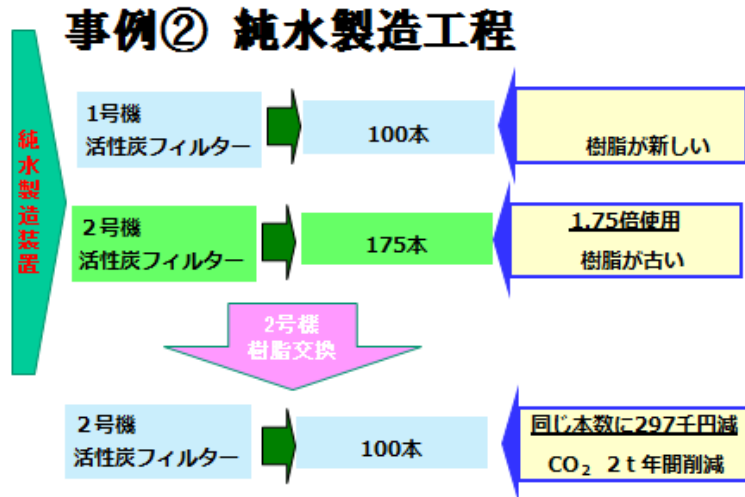 事例② 純水製造工程
純水製造装置
1号機
活性炭フィルター
100本
樹脂が新しい
2号機
活性炭フィルター
175本
1.75倍使用
樹脂が古い
2号機
樹脂交換
2号機
活性炭フィルター
100本
同じ本数に297千円減
CO₂ 2t年間削減